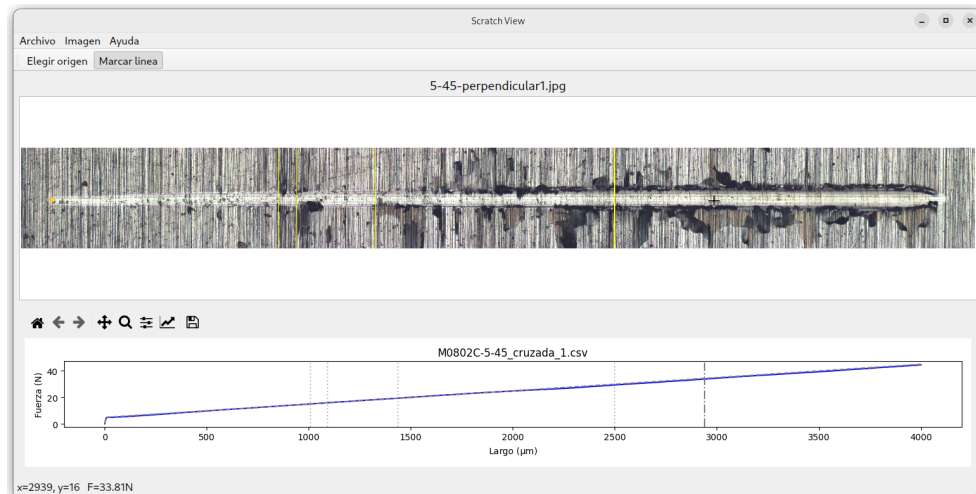 Scratch View
Archivo Imagen Ayuda
Elegir origen Marcar linea
5-45-perpendicular1.jpg
M0802C-5-45_cruzada_1.csv
Fuerza (N)
40
20
0
0 500 1000 1500 2000 2500 3000 3500 4000
Largo (μm)
x=2939, y=16 F=33.81N